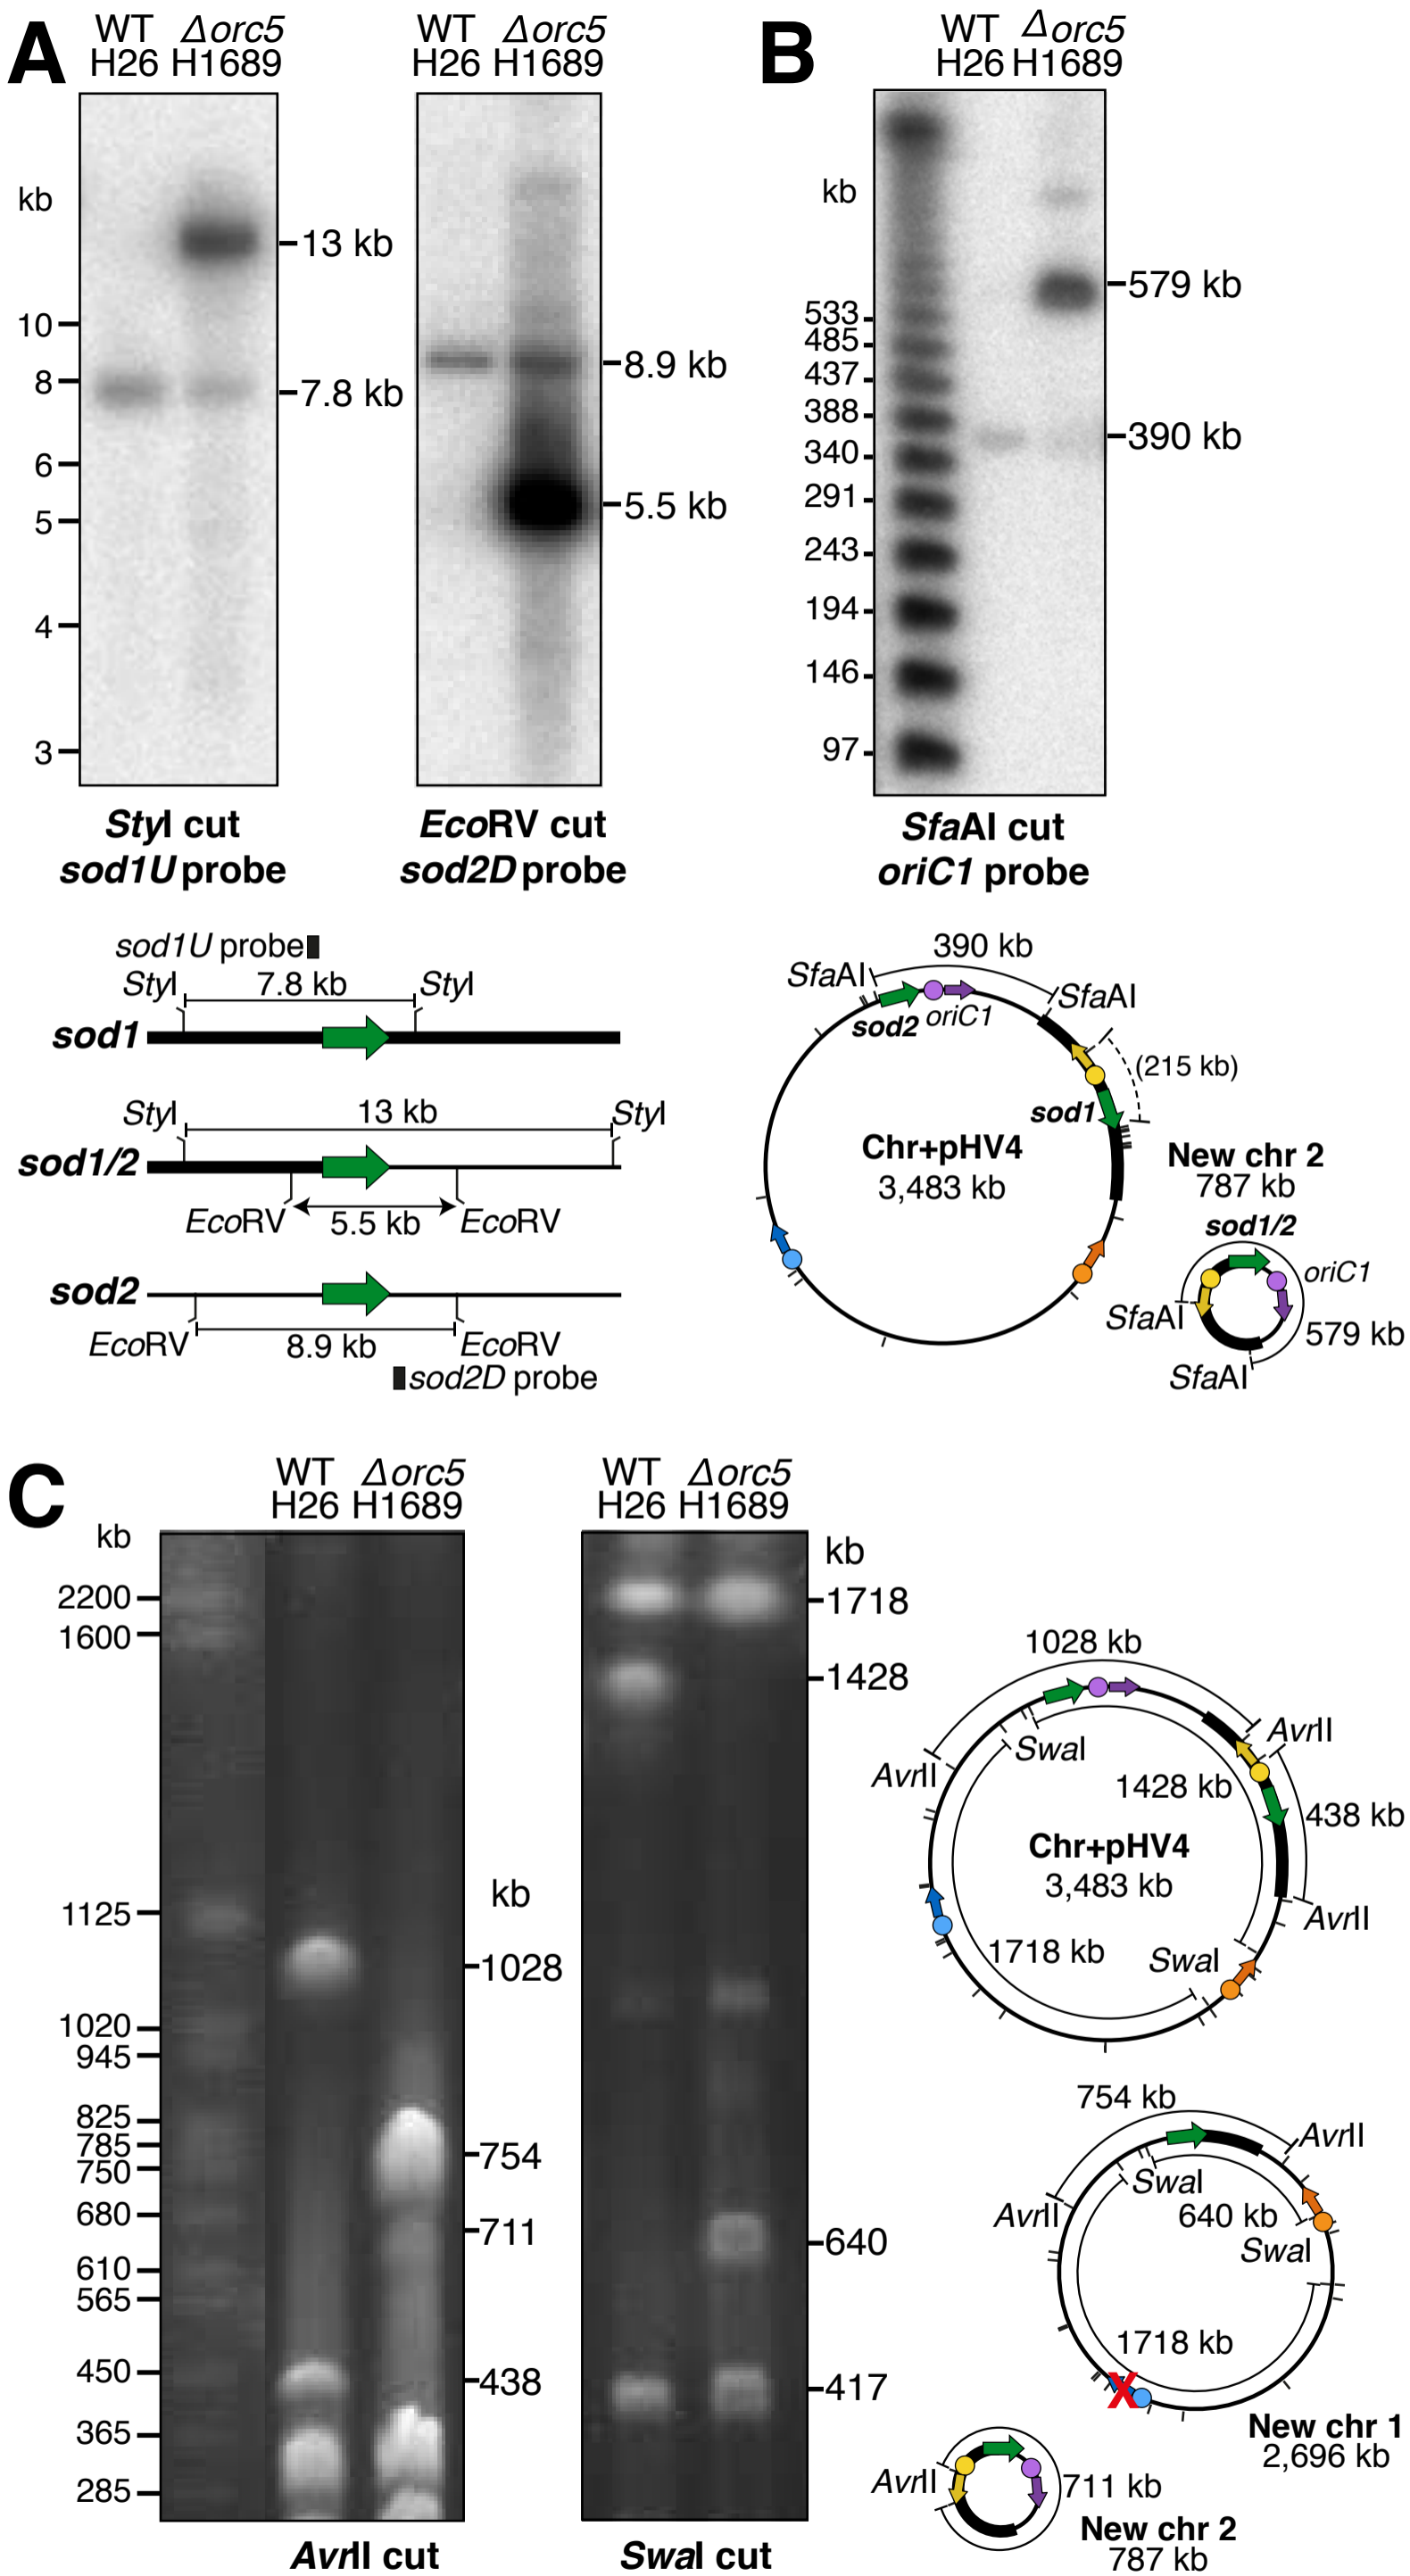 A
WT Δorc5
H26 H1689
WT Δorc5
H26 H1689
kb
10
8
6
5
4
3
13 kb
7.8 kb
8.9 kb
5.5 kb
StyI cut
sod1U probe
EcoRV cut
sod2D probe
sod1U probe
StyI 7.8 kb StyI
sod1
StyI 13 kb StyI
sod1/2
EcoRV 5.5 kb EcoRV
sod2
EcoRV 8.9 kb EcoRV
sod2D probe
B
WT Δorc5
H26 H1689
kb
533
485
437
388
340
291
243
194
146
97
579 kb
390 kb
SfaAI cut
oriC1 probe
390 kb
SfaAI SfaAI
sod2 oriC1
(215 kb)
sod1
Chr+pHV4
3,483 kb
New chr 2
787 kb
sod1/2
oriC1
SfaAI
579 kb
SfaAI
C
WT Δorc5
H26 H1689
kb
2200
1600
1125
1020
945
825
785
750
680
610
565
450
365
285
kb
1028
754
711
438
AvrII cut
WT Δorc5
H26 H1689
kb
1718
1428
640
417
SwaI cut
1028 kb
AvrII
SwaI
AvrII
1428 kb
438 kb
Chr+pHV4
3,483 kb
AvrII
1718 kb
SwaI
754 kb
AvrII
SwaI
AvrII
640 kb
SwaI
1718 kb
X
New chr 1
2,696 kb
AvrII
711 kb
New chr 2
787 kb